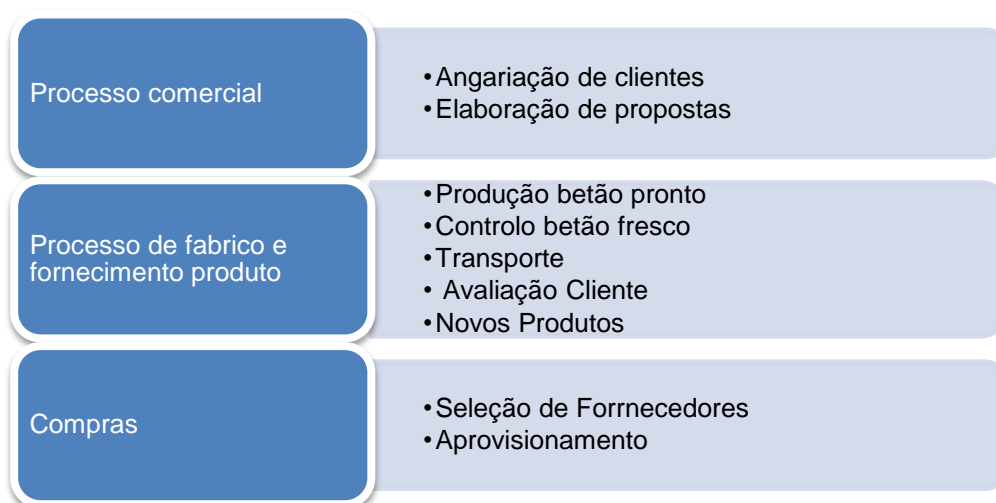 Processo comercial
•Angariação de clientes
•Elaboração de propostas
Processo de fabrico e
fornecimento produto
•Produção betão pronto
•Controlo betão fresco
•Transporte
• Avaliação Cliente
•Novos Produtos
Compras
•Seleção de Forrnecedores
•Aprovisionamento